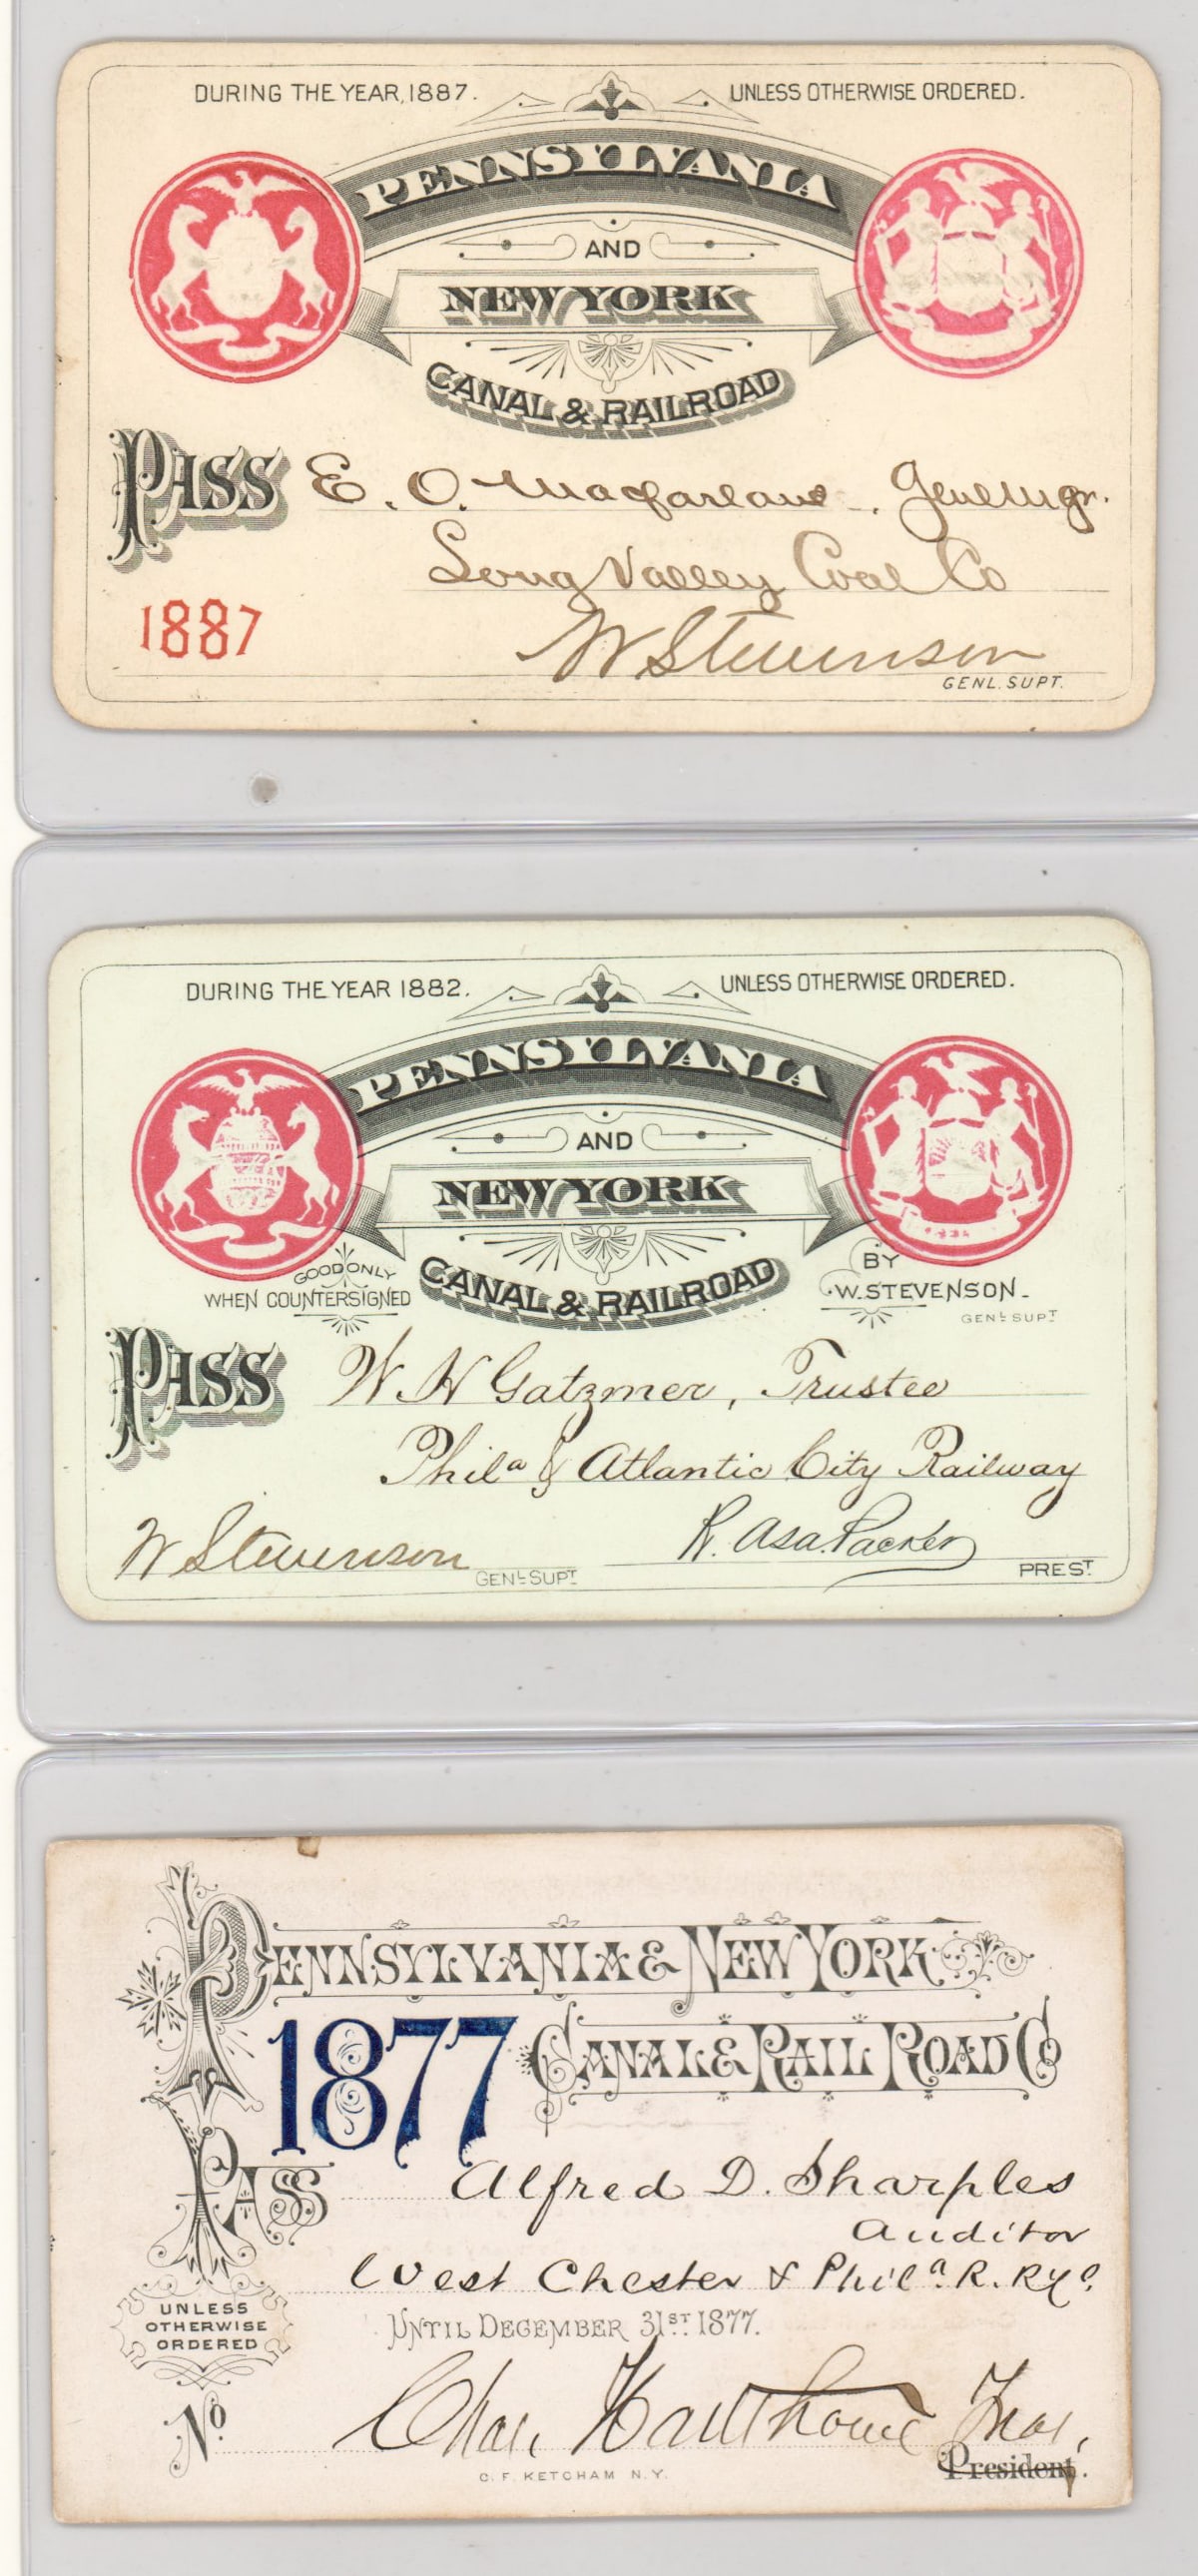 DURING THE YEAR, 1887. UNLESS OTHERWISE ORDERED.
PENNSYLVANIA
AND
NEW YORK
CANAL & RAILROAD
PASS E. O. Macfarlane, Genl Mgr.
Long Valley Coal Co
1887
W Stevenson
GENL. SUPT.
DURING THE YEAR 1882. UNLESS OTHERWISE ORDERED.
PENNSYLVANIA
AND
NEW YORK
CANAL & RAILROAD
GOOD ONLY
WHEN COUNTERSIGNED
BY
W. STEVENSON
GENL SUPT
PASS W. H Gatzmer, Trustee
Phila & Atlantic City Railway
W Stevenson GENL SUPT
R. Asa Packer PREST.
PENNSYLVANIA & NEW YORK
1877 CANAL & RAIL ROAD Co
PASS Alfred D. Sharples
Auditor
West Chester & Phila. R. RyCo.
UNLESS
OTHERWISE
ORDERED
UNTIL DECEMBER 31ST 1877.
No Chas. Hartshorne
President.
C. F. KETCHAM N.Y.